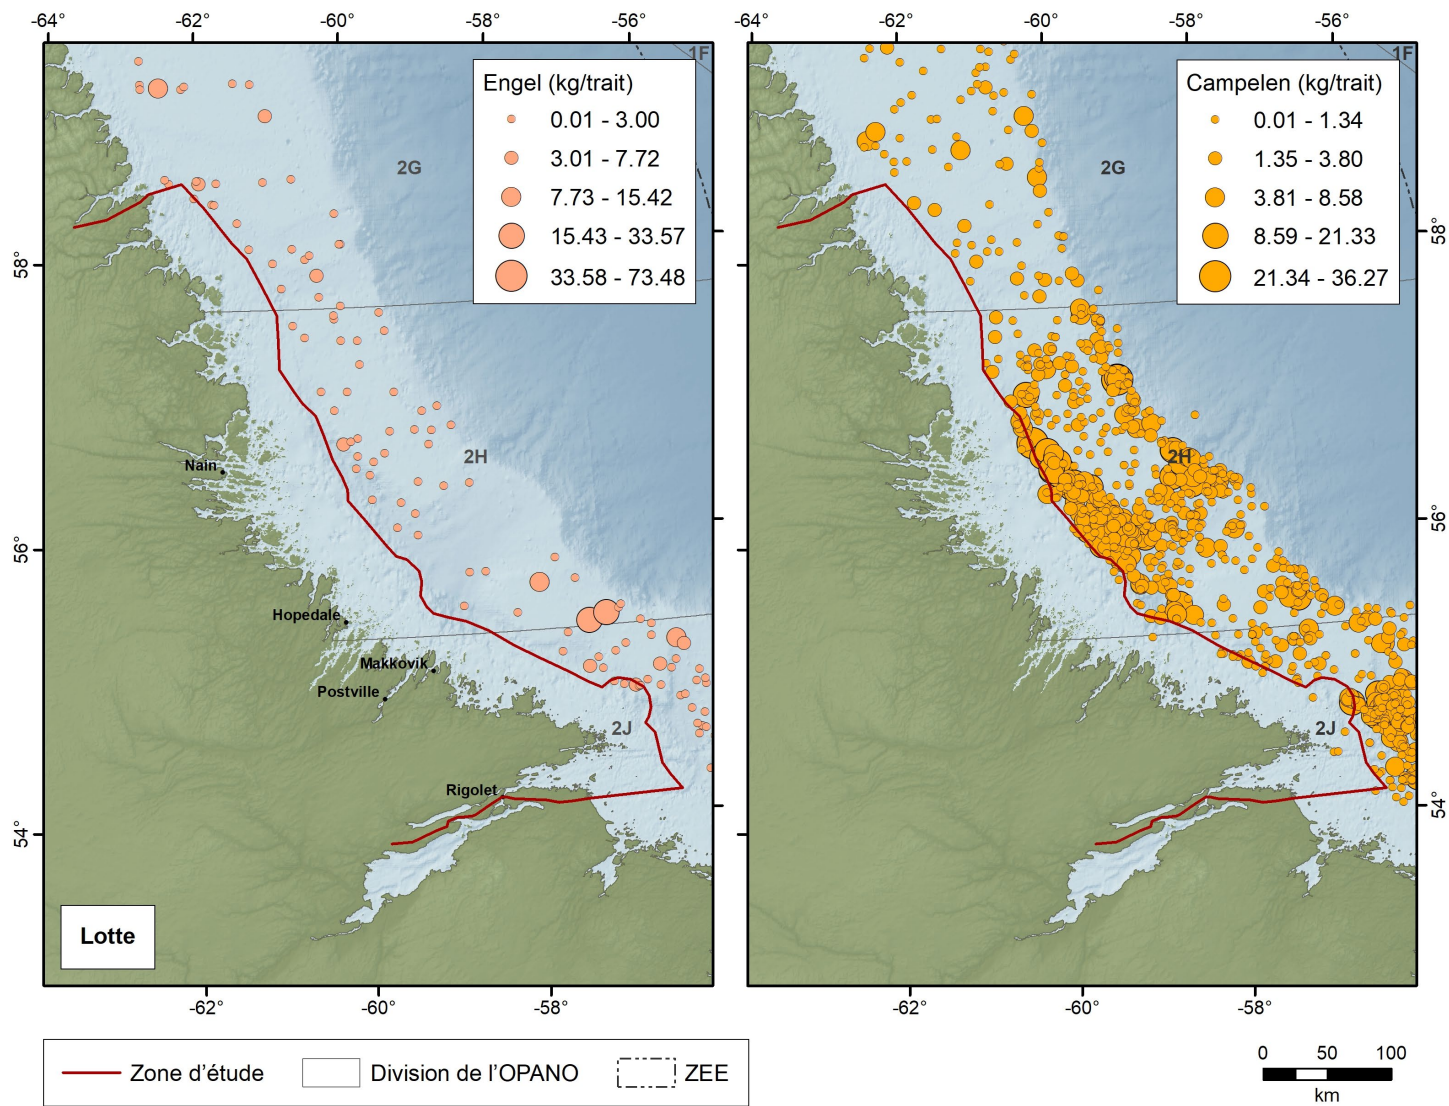 -64°
-62°
-60°
-58°
-56°
-64°
-62°
-60°
-58°
-56°
Engel (kg/trait)
0.01 - 3.00
3.01 - 7.72
7.73 - 15.42
15.43 - 33.57
33.58 - 73.48
1F
2G
2H
2J
Nain
Hopedale
Makkovik
Postville
Rigolet
Lotte
58°
56°
54°
Campelen (kg/trait)
0.01 - 1.34
1.35 - 3.80
3.81 - 8.58
8.59 - 21.33
21.34 - 36.27
1F
2G
2H
2J
58°
56°
54°
-62°
-60°
-58°
-62°
-60°
-58°
Zone d'étude
Division de l'OPANO
ZEE
0 50 100
km